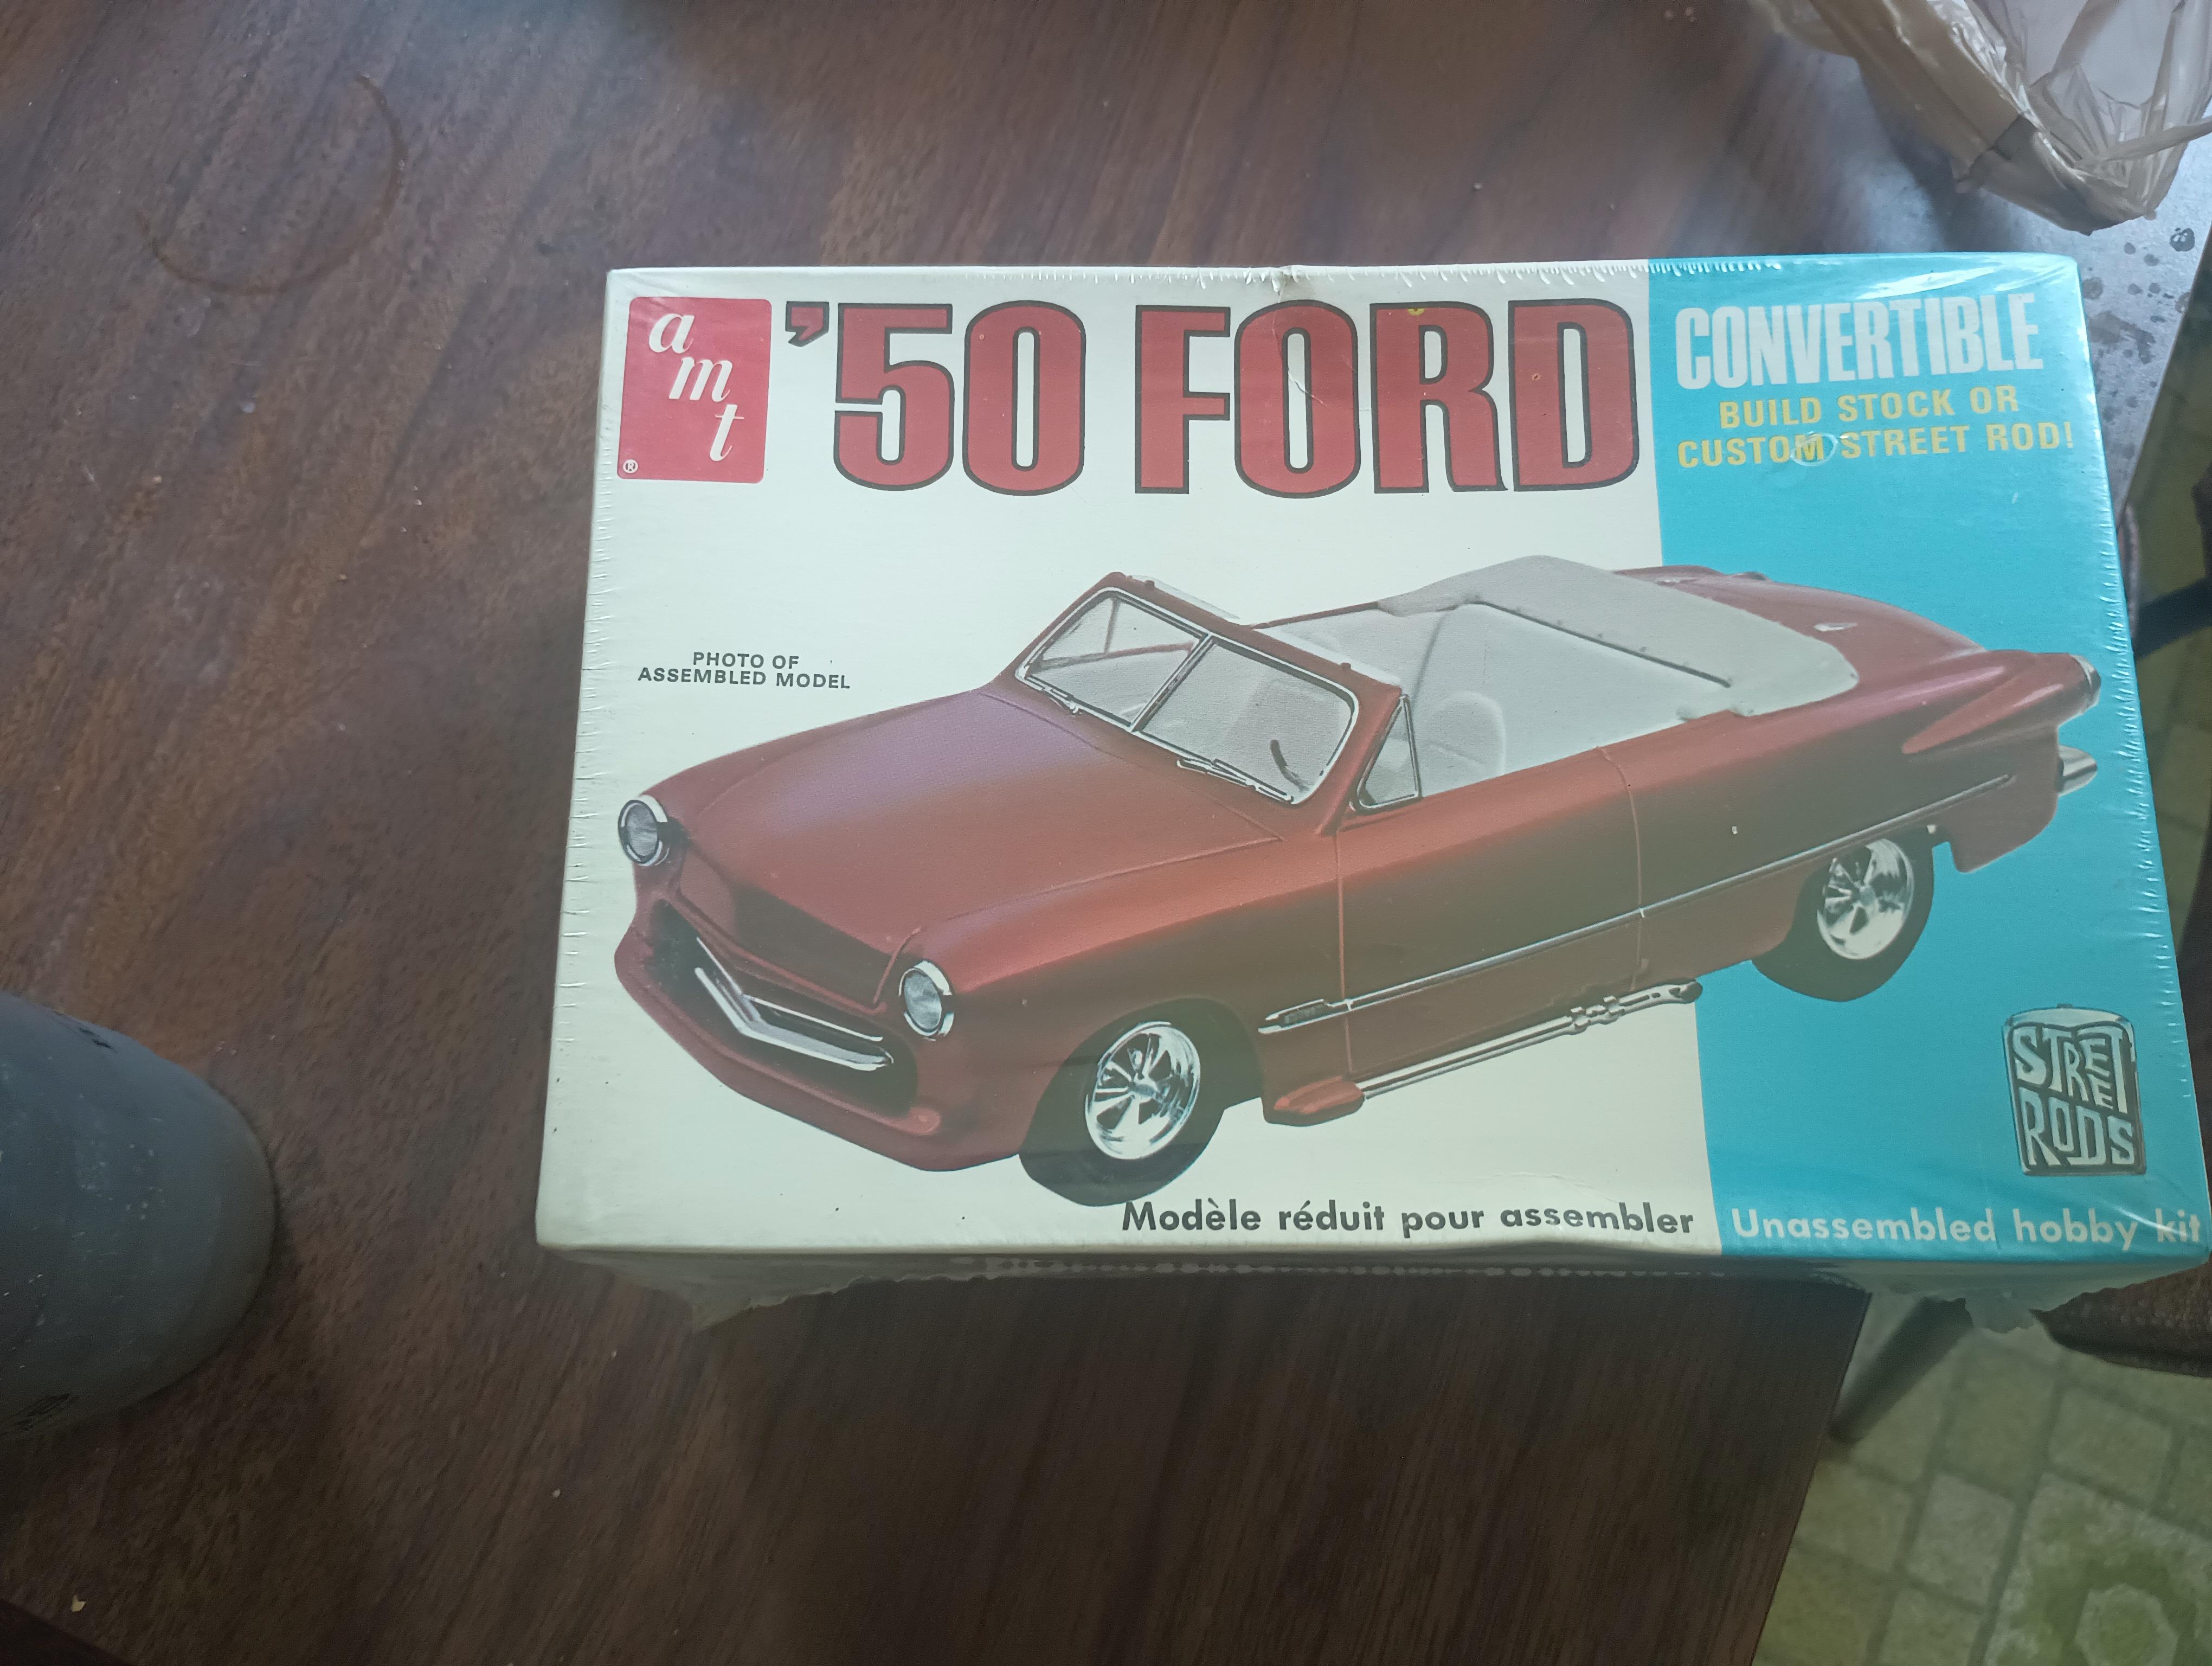 amt
®
'50 FORD
CONVERTIBLE
BUILD STOCK OR
CUSTOM STREET ROD!
PHOTO OF
ASSEMBLED MODEL
STREET
RODS
Modèle réduit pour assembler
Unassembled hobby kit